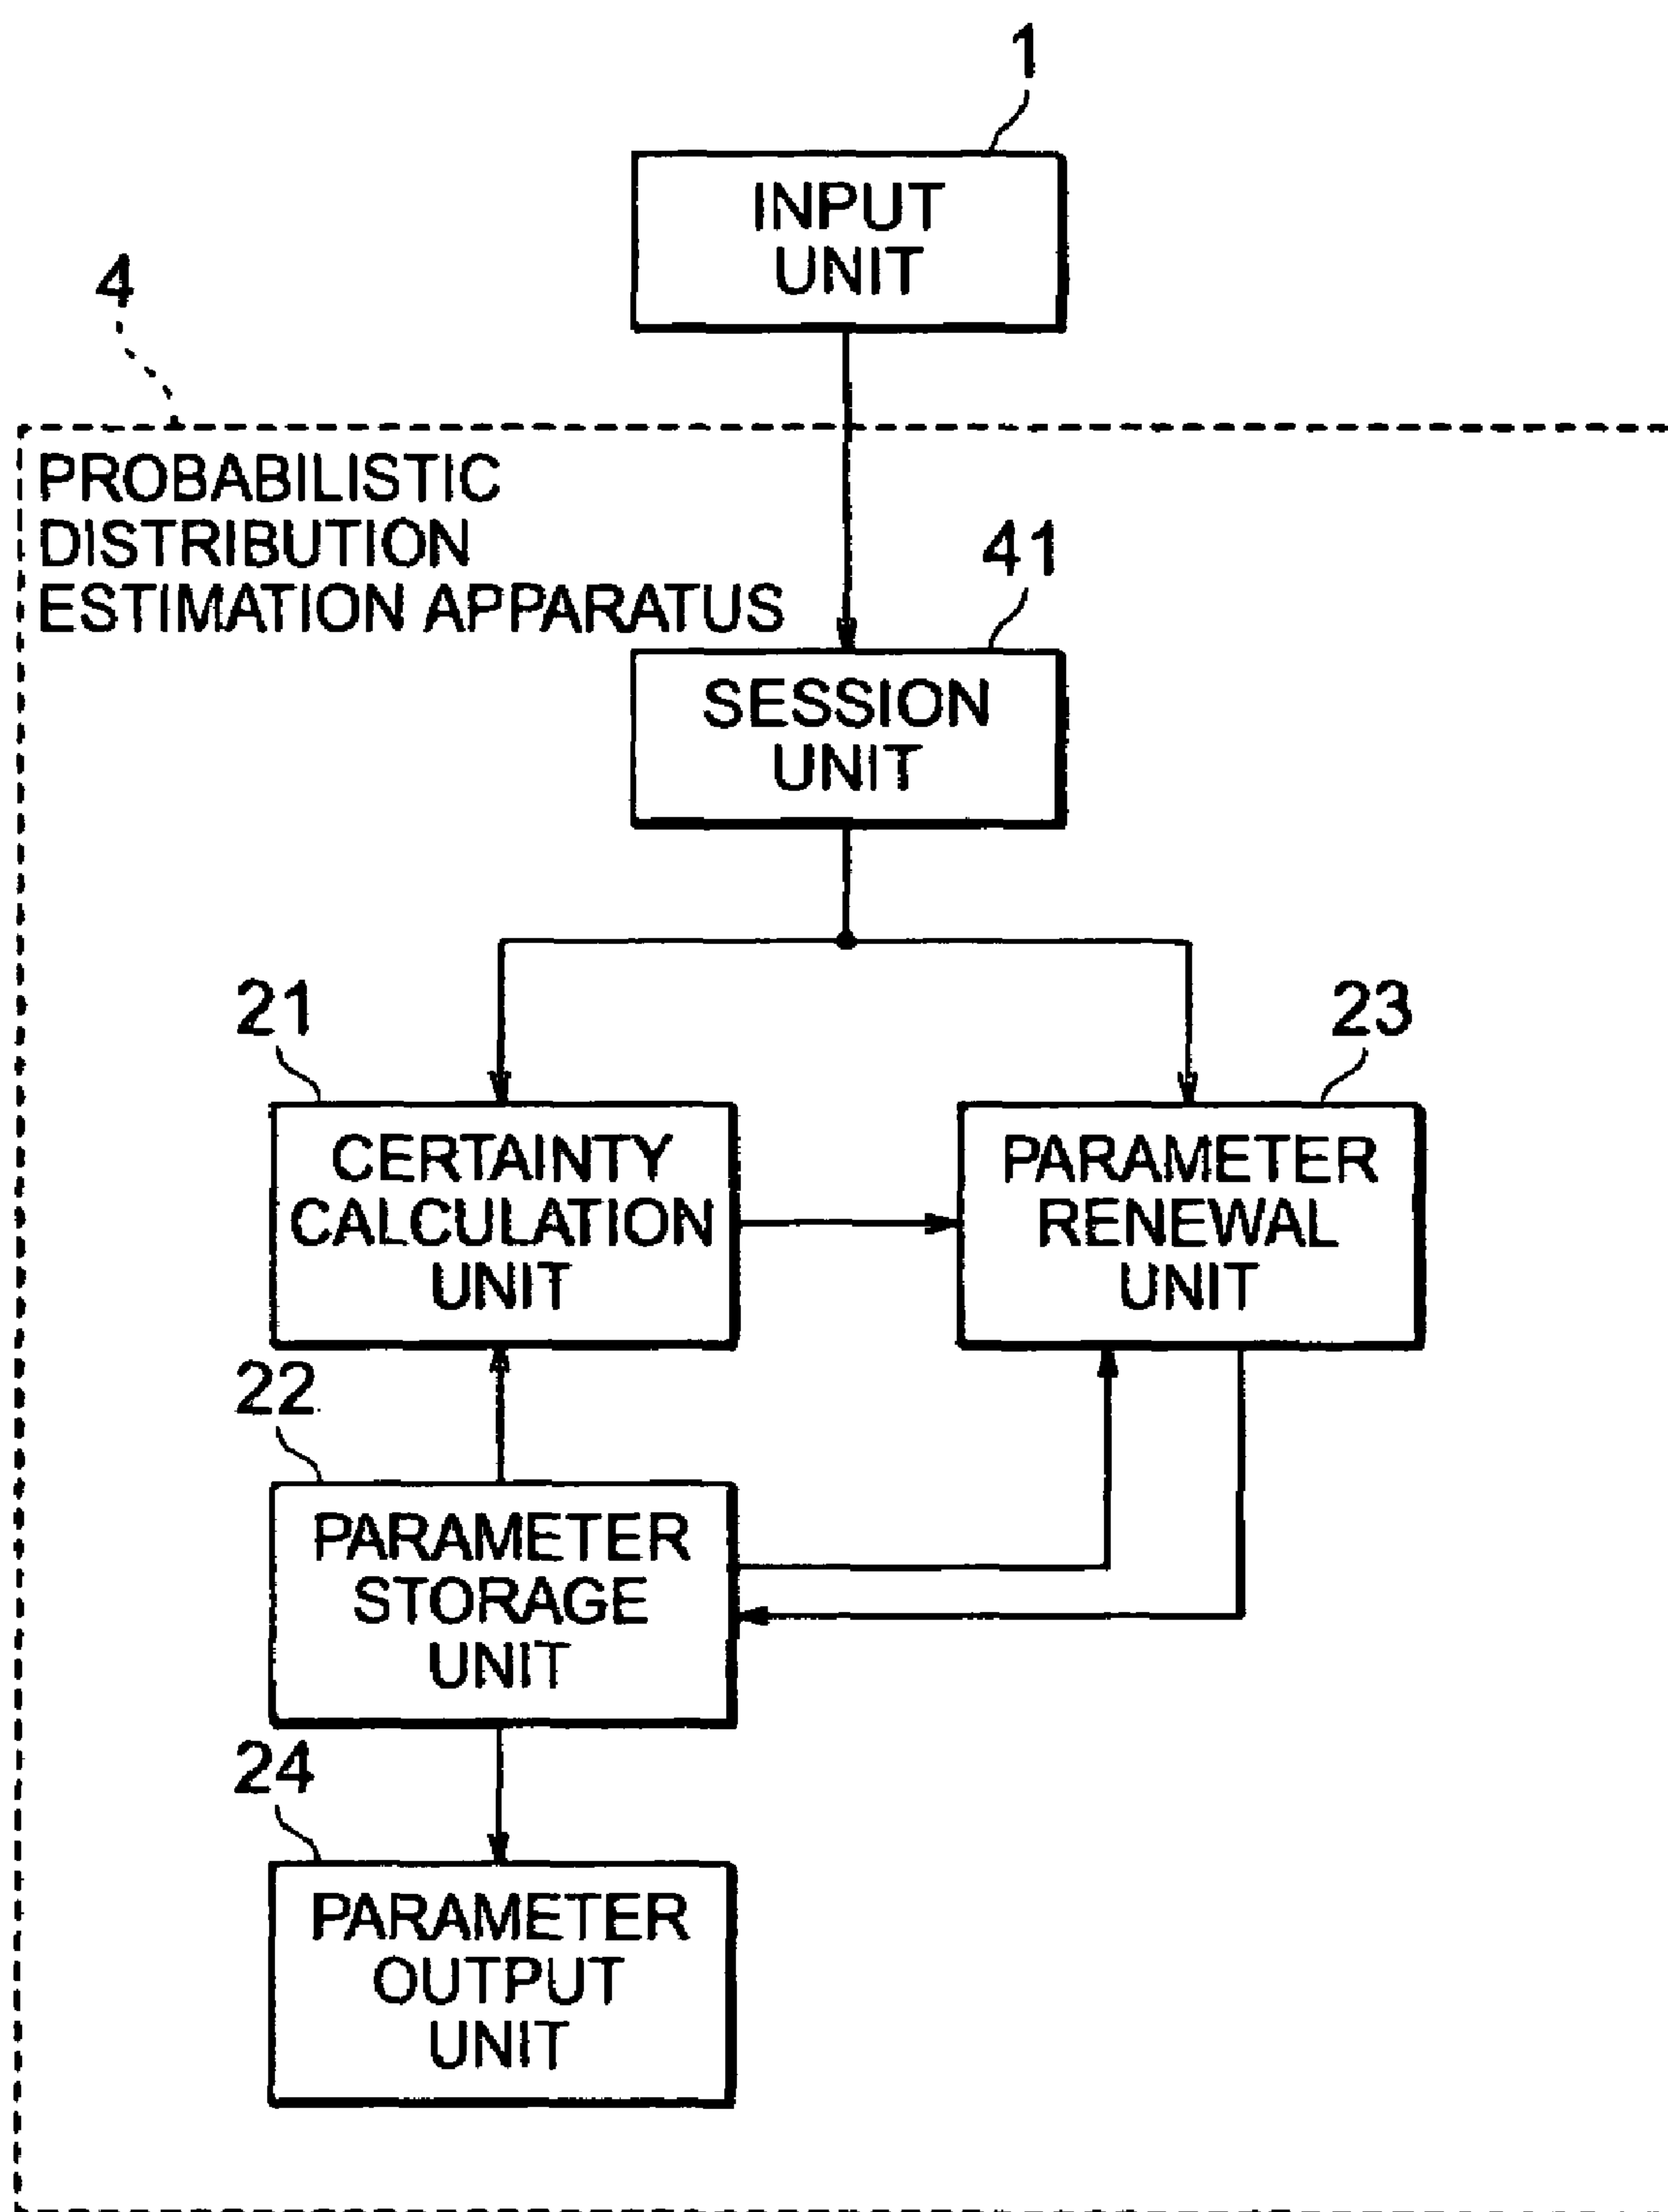 1
INPUT
UNIT
4
PROBABILISTIC
DISTRIBUTION
ESTIMATION APPARATUS
41
SESSION
UNIT
21
CERTAINTY
CALCULATION
UNIT
23
PARAMETER
RENEWAL
UNIT
22
PARAMETER
STORAGE
UNIT
24
PARAMETER
OUTPUT
UNIT